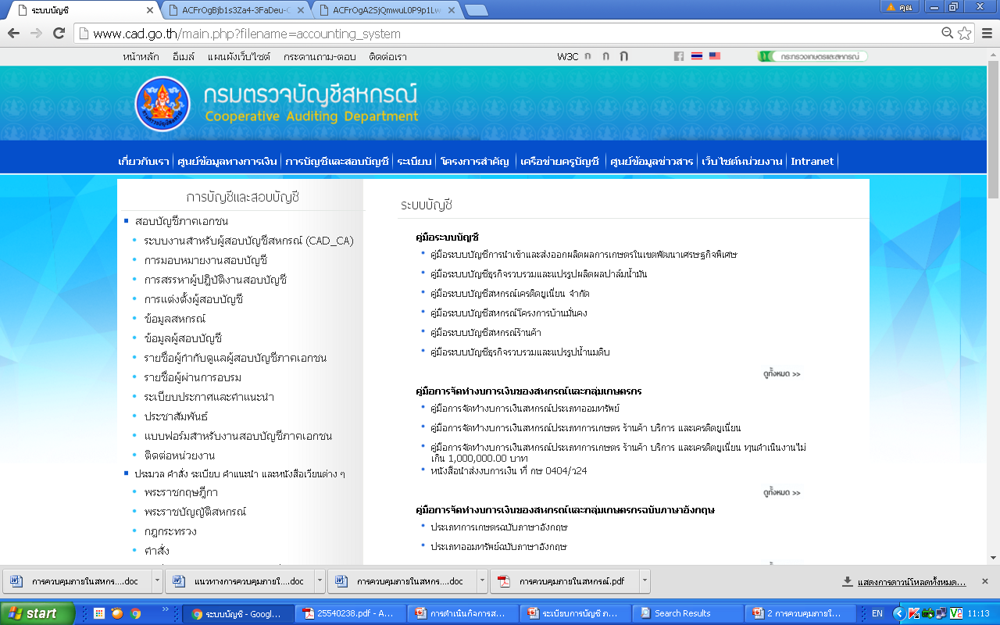 ระบบบัญชี
ACFrOgBjb1s3Za4-3FaDeu-
ACFrOgA2SjQmwuL0P9p1Lw
คุณ
www.cad.go.th/main.php?filename=accounting_system
หน้าหลัก อีเมล์ แผนผังเว็บไซต์ กระดานถาม-ตอบ ติดต่อเรา W3C ก ก ก กระทรวงเกษตรและสหกรณ์
กรมตรวจบัญชีสหกรณ์
Cooperative Auditing Department
เกี่ยวกับเรา ศูนย์ข้อมูลทางการเงิน การบัญชีและสอบบัญชี ระเบียบ โครงการสำคัญ เครือข่ายครูบัญชี ศูนย์ข้อมูลข่าวสาร เว็บไซต์หน่วยงาน Intranet
การบัญชีและสอบบัญชี
สอบบัญชีภาคเอกชน
ระบบงานสำหรับผู้สอบบัญชีสหกรณ์ (CAD_CA)
การมอบหมายงานสอบบัญชี
การสรรหาผู้ปฏิบัติงานสอบบัญชี
การแต่งตั้งผู้สอบบัญชี
ข้อมูลสหกรณ์
ข้อมูลผู้สอบบัญชี
รายชื่อผู้กำกับดูแลผู้สอบบัญชีภาคเอกชน
รายชื่อผู้ผ่านการอบรม
ระเบียบประกาศและคำแนะนำ
ประชาสัมพันธ์
แบบฟอร์มสำหรับงานสอบบัญชีภาคเอกชน
ติดต่อหน่วยงาน
ประมวล คำสั่ง ระเบียบ คำแนะนำ และหนังสือเวียนต่าง ๆ
พระราชกฤษฎีกา
พระราชบัญญัติสหกรณ์
กฎกระทรวง
คำสั่ง
ระบบบัญชี
คู่มือระบบบัญชี
คู่มือระบบบัญชีการนำเข้าและส่งออกผลิตผลการเกษตรในเขตพัฒนาเศรษฐกิจพิเศษ
คู่มือระบบบัญชีธุรกิจรวบรวมและแปรรูปผลิตผลปาล์มน้ำมัน
คู่มือระบบบัญชีสหกรณ์เครดิตยูเนี่ยน จำกัด
คู่มือระบบบัญชีสหกรณ์โครงการบ้านมั่นคง
คู่มือระบบบัญชีสหกรณ์ร้านค้า
คู่มือระบบบัญชีธุรกิจรวบรวมและแปรรูปน้ำนมดิบ
ดูทั้งหมด >>
คู่มือการจัดทำงบการเงินของสหกรณ์และกลุ่มเกษตรกร
คู่มือการจัดทำงบการเงินสหกรณ์ประเภทออมทรัพย์
คู่มือการจัดทำงบการเงินสหกรณ์ประเภทการเกษตร ร้านค้า บริการ และเครดิตยูเนี่ยน
คู่มือการจัดทำงบการเงินสหกรณ์ประเภทการเกษตร ร้านค้า บริการ และเครดิตยูเนี่ยน ทุนดำเนินงานไม่
เกิน 1,000,000.00 บาท
หนังสือนำส่งงบการเงิน ที่ กษ 0404/ว24
ดูทั้งหมด >>
คู่มือการจัดทำงบการเงินของสหกรณ์และกลุ่มเกษตรกรฉบับภาษาอังกฤษ
ประเภทการเกษตรฉบับภาษาอังกฤษ
ประเภทออมทรัพย์ฉบับภาษาอังกฤษ
การควบคุมภายในสหกร....doc
แนวทางการควบคุมภายใ....doc
การควบคุมภายในสหกร....doc
การควบคุมภายในสหกรณ์.pdf
แสดงการดาวน์โหลดทั้งหมด...
start
ระบบบัญชี - Googl...
25540238.pdf - A...
การดำเนินกิจการส...
ระเบียบการบัญชี ภ...
Search Results
2 การควบคุมภายใ...
EN
11:13